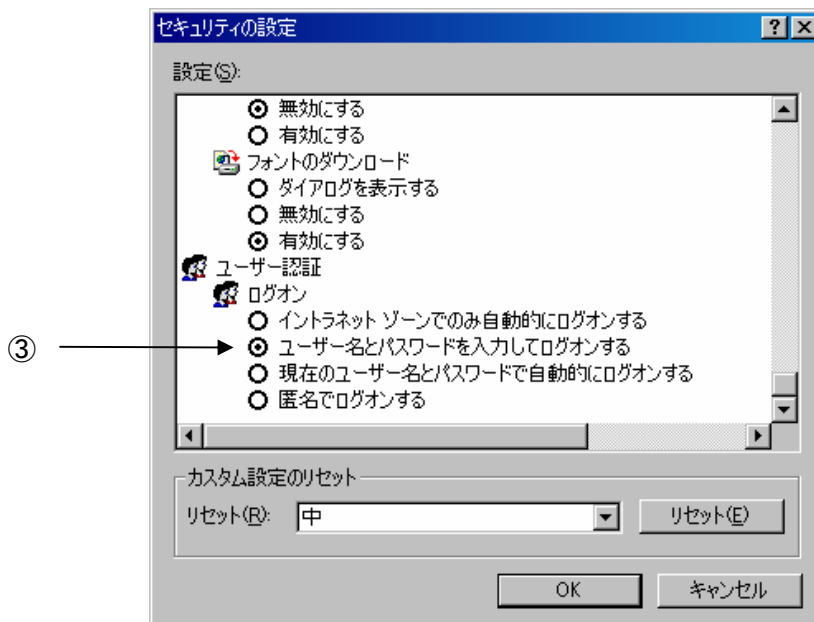 セキュリティの設定
設定(S):
無効にする
有効にする
フォントのダウンロード
ダイアログを表示する
無効にする
有効にする
ユーザー認証
ログオン
イントラネット ゾーンでのみ自動的にログオンする
③ ユーザー名とパスワードを入力してログオンする
現在のユーザー名とパスワードで自動的にログオンする
匿名でログオンする
カスタム設定のリセット
リセット(R): 中 リセット(E)
OK キャンセル